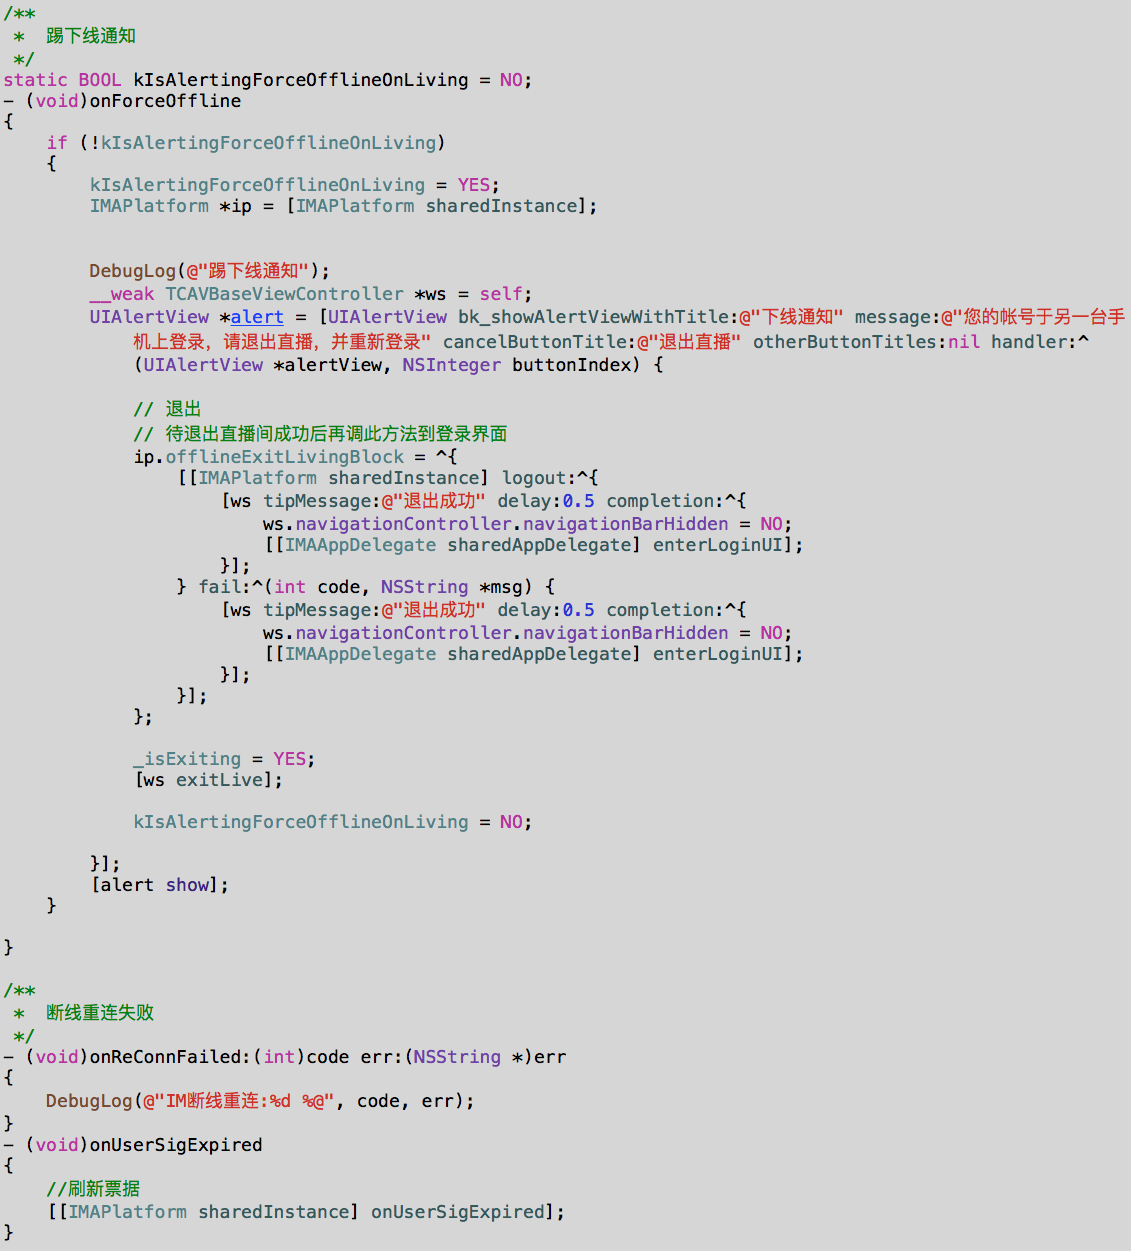 /**
 *  踢下线通知
 */
static BOOL kIsAlertingForceOfflineOnLiving = NO;
- (void)onForceOffline
{
    if (!kIsAlertingForceOfflineOnLiving)
    {
        kIsAlertingForceOfflineOnLiving = YES;
        IMAPlatform *ip = [IMAPlatform sharedInstance];
        DebugLog(@"踢下线通知");
        __weak TCAVBaseViewController *ws = self;
        UIAlertView *alert = [UIAlertView bk_showAlertViewWithTitle:@"下线通知" message:@"您的帐号于另一台手
            机上登录，请退出直播，并重新登录" cancelButtonTitle:@"退出直播" otherButtonTitles:nil handler:^
            (UIAlertView *alertView, NSInteger buttonIndex) {
            // 退出
            // 待退出直播间成功后再调此方法到登录界面
            ip.offlineExitLivingBlock = ^{
                [[IMAPlatform sharedInstance] logout:^{
                    [ws tipMessage:@"退出成功" delay:0.5 completion:^{
                        ws.navigationController.navigationBarHidden = NO;
                        [[IMAAppDelegate sharedAppDelegate] enterLoginUI];
                    }];
                } fail:^(int code, NSString *msg) {
                    [ws tipMessage:@"退出成功" delay:0.5 completion:^{
                        ws.navigationController.navigationBarHidden = NO;
                        [[IMAAppDelegate sharedAppDelegate] enterLoginUI];
                    }];
                }];
            };
            _isExiting = YES;
            [ws exitLive];
            kIsAlertingForceOfflineOnLiving = NO;
        }];
        [alert show];
    }
}
/**
 *  断线重连失败
 */
- (void)onReConnFailed:(int)code err:(NSString *)err
{
    DebugLog(@"IM断线重连:%d %@", code, err);
}
- (void)onUserSigExpired
{
    //刷新票据
    [[IMAPlatform sharedInstance] onUserSigExpired];
}